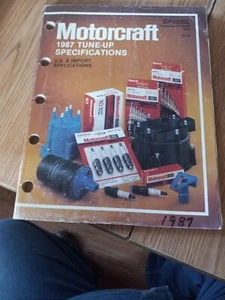 Motorcraft
1987 TUNE-UP
SPECIFICATIONS
U.S. & IMPORT
APPLICATIONS
1987